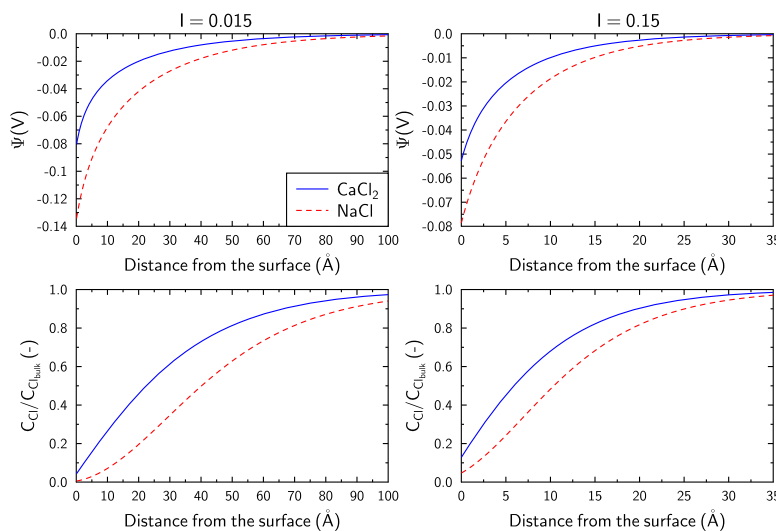 I = 0.015
I = 0.15
0.0
-0.02
-0.04
-0.06
-0.08
-0.1
-0.12
-0.14
Ψ(V)
0 5 10 20 30 40 50 60 70 80 90 100
Distance from the surface (Å)
CaCl₂
NaCl
0.0
-0.01
-0.02
-0.03
-0.04
-0.05
-0.06
-0.07
-0.08
Ψ(V)
0 5 10 15 20 25 30 35
Distance from the surface (Å)
1.0
0.8
0.6
0.4
0.2
0.0
C_Cl/C_Cl_bulk (-)
0 10 20 30 40 50 60 70 80 90 100
Distance from the surface (Å)
1.0
0.8
0.6
0.4
0.2
0.0
C_Cl/C_Cl_bulk (-)
0 5 10 15 20 25 30 35
Distance from the surface (Å)